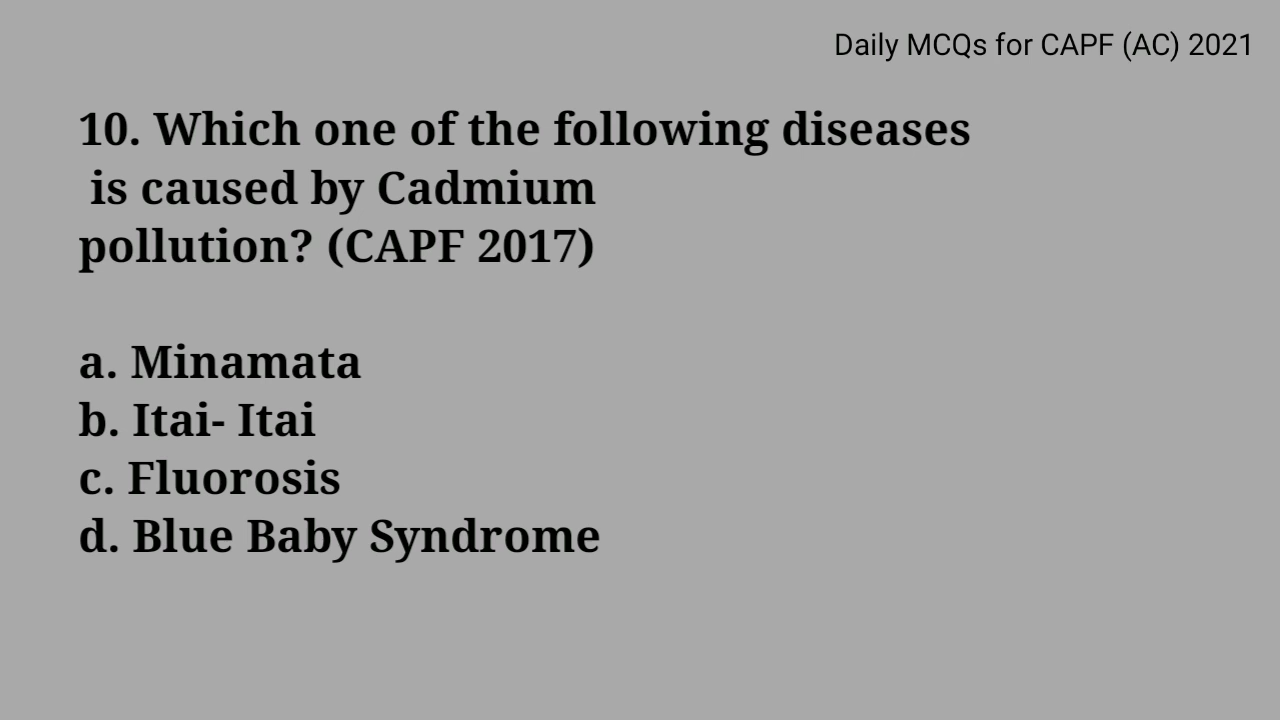 Daily MCQs for CAPF (AC) 2021
10. Which one of the following diseases
is caused by Cadmium
pollution? (CAPF 2017)
a. Minamata
b. Itai- Itai
c. Fluorosis
d. Blue Baby Syndrome